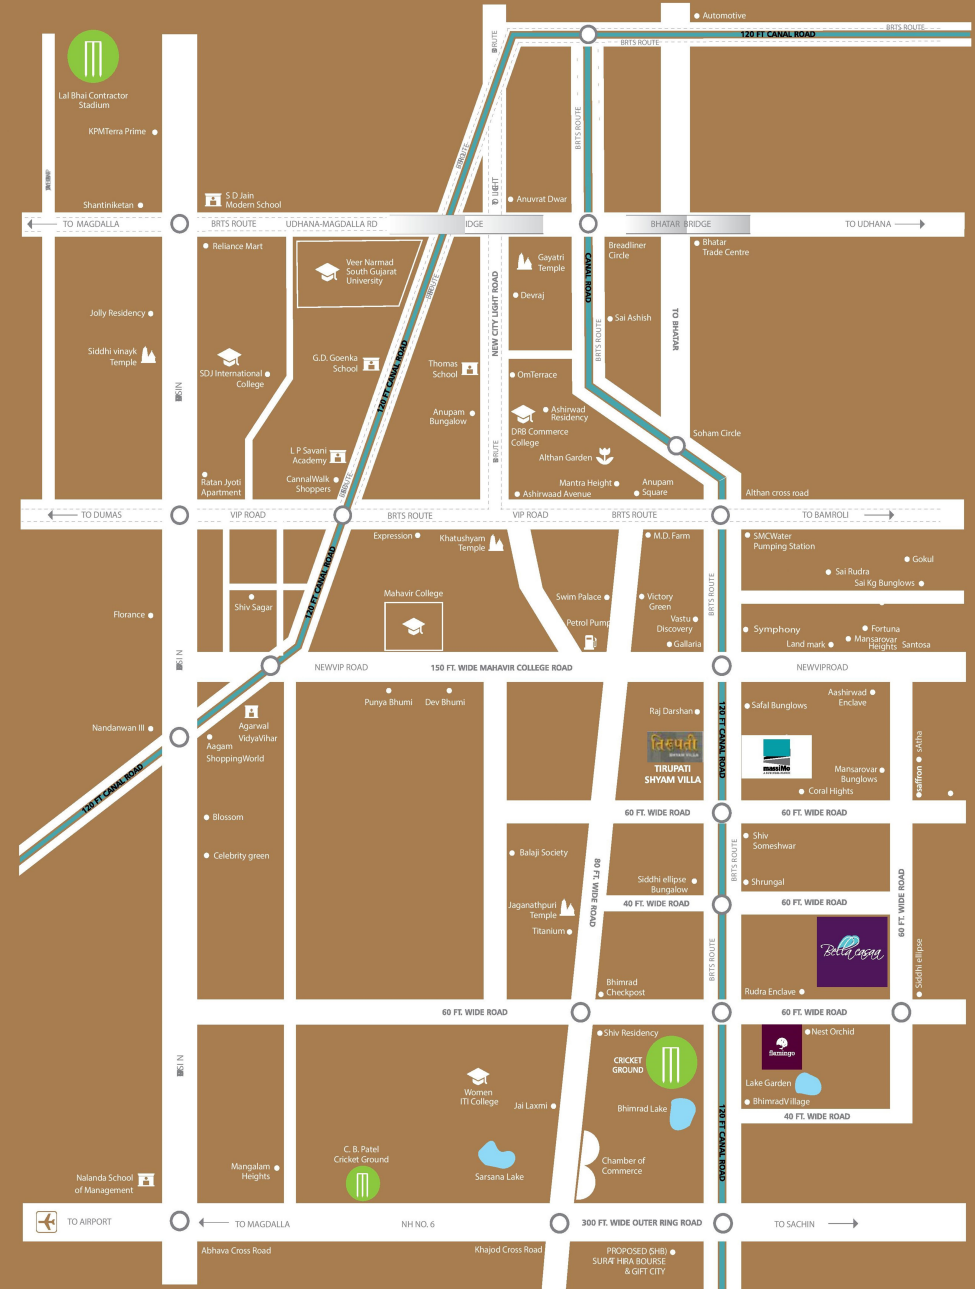 Automotive
BRTS ROUTE
120 FT CANAL ROAD
BRTS ROUTE
Lal Bhai Contractor
Stadium
KPMTerra Prime
BRTS ROUTE
S D Jain
Modern School
Shantiniketan
Anuvrat Dwar
TO MAGDALLA
BRTS ROUTE
UDHANA-MAGDALLA RD
IDGE
BHATAR BRIDGE
TO UDHANA
Reliance Mart
Breadliner
Circle
Bhatar
Trade Centre
Veer Narmad
South Gujarat
University
Gayatri
Temple
CANAL ROAD
Devraj
NEW CITY LIGHT ROAD
Jolly Residency
Sai Ashish
TO BHATAR
BRTS ROUTE
Siddhi vinayk
Temple
SDJ International
College
G.D. Goenka
School
120 FT CANAL ROAD
Thomas
School
OmTerrace
Anupam
Bungalow
Ashirwad
Residency
DRB Commerce
College
Soham Circle
L P Savani
Academy
Althan Garden
CannalWalk
Shoppers
Ratan Jyoti
Apartment
Mantra Height
Anupam
Square
Ashirwaad Avenue
Althan cross road
TO DUMAS
VIP ROAD
BRTS ROUTE
VIP ROAD
BRTS ROUTE
TO BAMROLI
Expression
Khatushyam
Temple
M.D. Farm
SMCWater
Pumping Station
Gokul
Sai Rudra
Sai Kg Bunglows
120 FT CANAL ROAD
BRTS ROUTE
Shiv Sagar
Mahavir College
Swim Palace
Victory
Green
Florance
Petrol Pump
Vastu
Discovery
Gallaria
Symphony
Fortuna
Land mark
Mansarovar
Heights
Santosa
NEWVIP ROAD
150 FT. WIDE MAHAVIR COLLEGE ROAD
NEWVIPROAD
Punya Bhumi
Dev Bhumi
Aashirwad
Enclave
Raj Darshan
Safal Bunglows
Agarwal
VidyaVihar
Nandanwan III
Aagam
ShoppingWorld
तिरुपती
SHYAM VILLA
TIRUPATI
SHYAM VILLA
120 FT CANAL ROAD
massiMo
Mansarovar
Bunglows
saffron
sAtha
Coral Hights
120 FT CANAL ROAD
60 FT. WIDE ROAD
60 FT. WIDE ROAD
Blossom
Celebrity green
Balaji Society
Shiv
Someshwar
BRTS ROUTE
80 FT. WIDE ROAD
Siddhi ellipse
Bungalow
Shrungal
60 FT. WIDE ROAD
Jaganathpuri
Temple
40 FT. WIDE ROAD
60 FT. WIDE ROAD
Titanium
BRTS ROUTE
Bella casaa
Siddhi ellipse
Bhimrad
Checkpost
Rudra Enclave
60 FT. WIDE ROAD
60 FT. WIDE ROAD
Shiv Residency
Nest Orchid
CRICKET
GROUND
flamingo
Women
ITI College
Jai Laxmi
Bhimrad Lake
Lake Garden
BhimradVillage
40 FT. WIDE ROAD
120 FT CANAL ROAD
C. B. Patel
Cricket Ground
Mangalam
Heights
Sarsana Lake
Chamber of
Commerce
Nalanda School
of Management
TO AIRPORT
TO MAGDALLA
NH NO. 6
300 FT. WIDE OUTER RING ROAD
TO SACHIN
Abhava Cross Road
Khajod Cross Road
PROPOSED (SHB)
SURAT HIRA BOURSE
& GIFT CITY